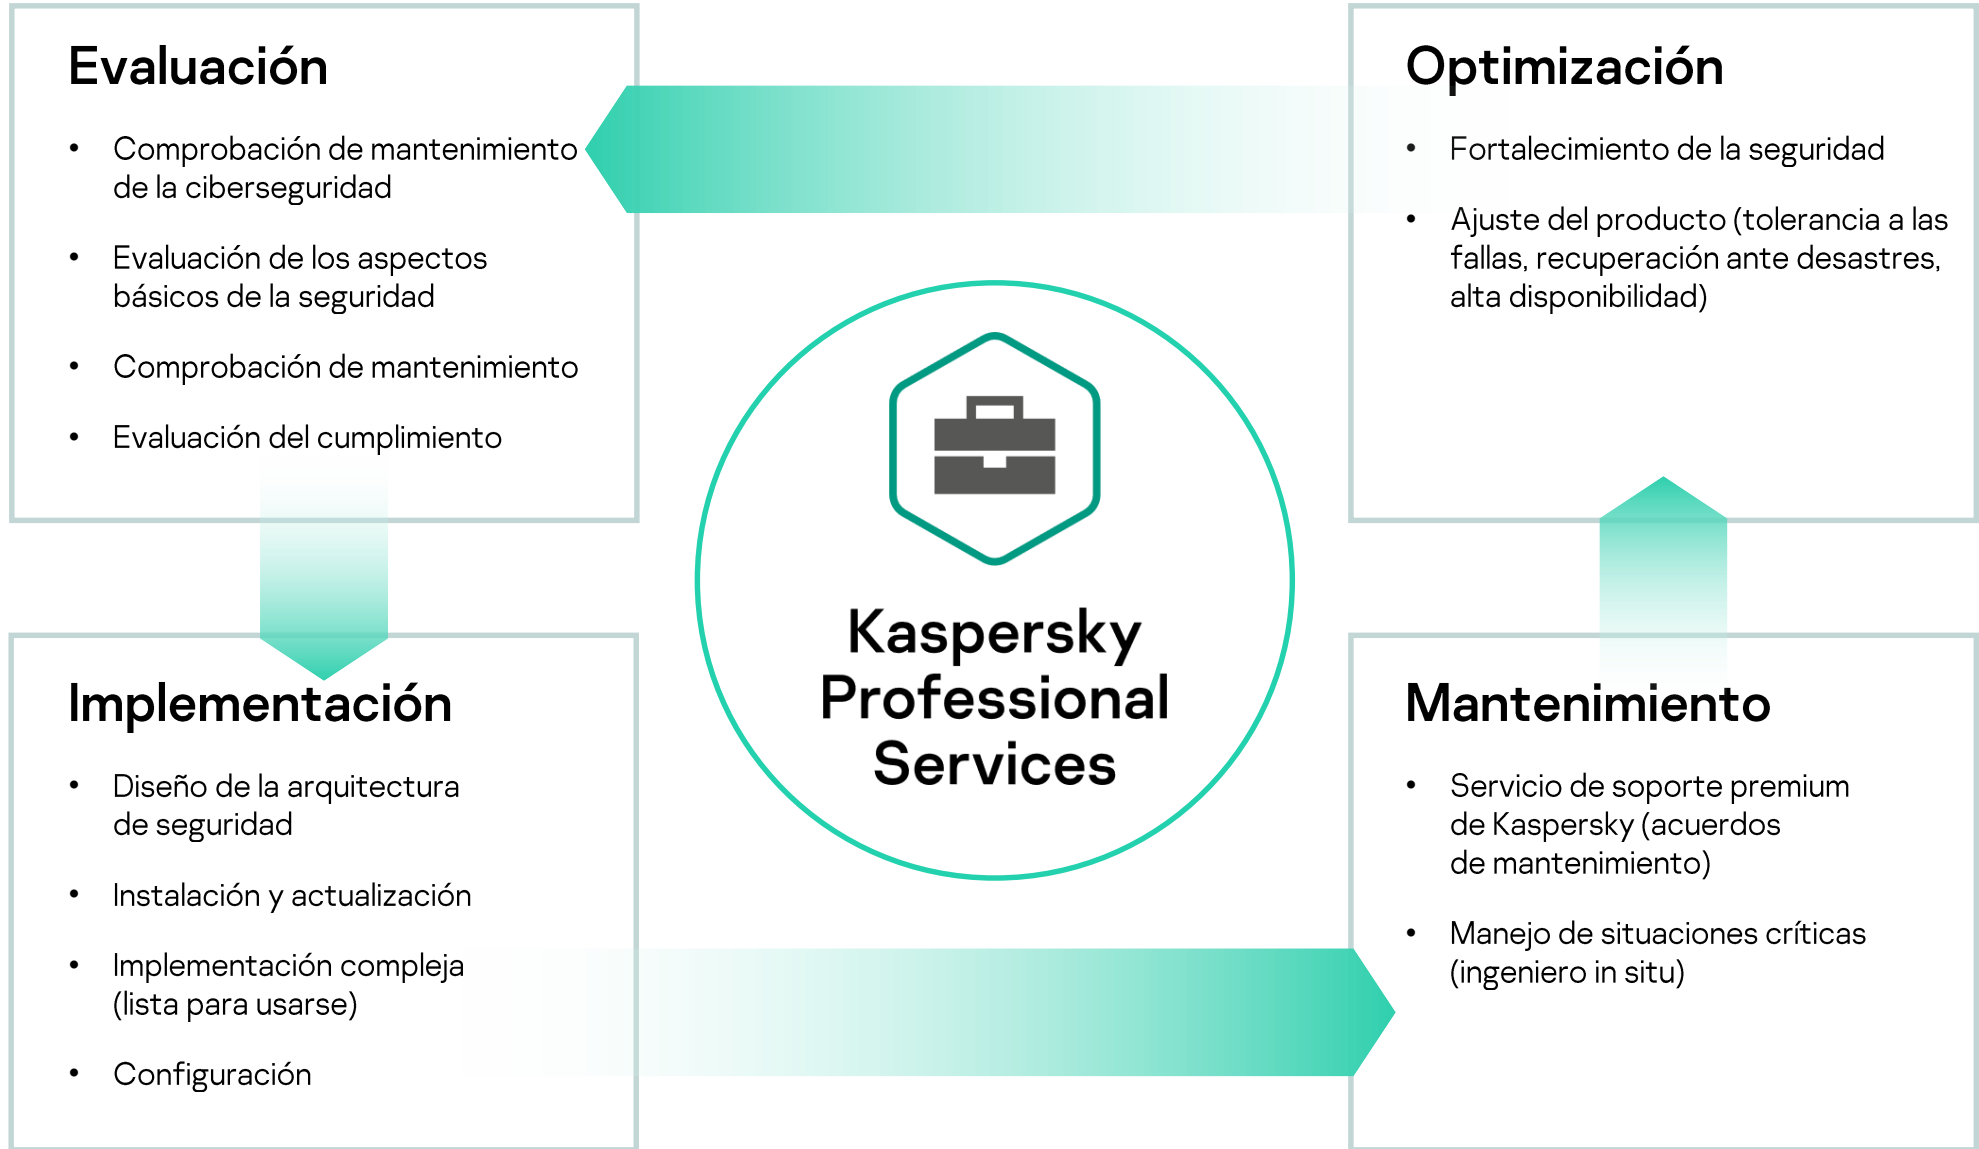 Evaluación
• Comprobación de mantenimiento
de la ciberseguridad
• Evaluación de los aspectos
básicos de la seguridad
• Comprobación de mantenimiento
• Evaluación del cumplimiento
Optimización
• Fortalecimiento de la seguridad
• Ajuste del producto (tolerancia a las
fallas, recuperación ante desastres,
alta disponibilidad)
Kaspersky
Professional
Services
Implementación
• Diseño de la arquitectura
de seguridad
• Instalación y actualización
• Implementación compleja
(lista para usarse)
• Configuración
Mantenimiento
• Servicio de soporte premium
de Kaspersky (acuerdos
de mantenimiento)
• Manejo de situaciones críticas
(ingeniero in situ)